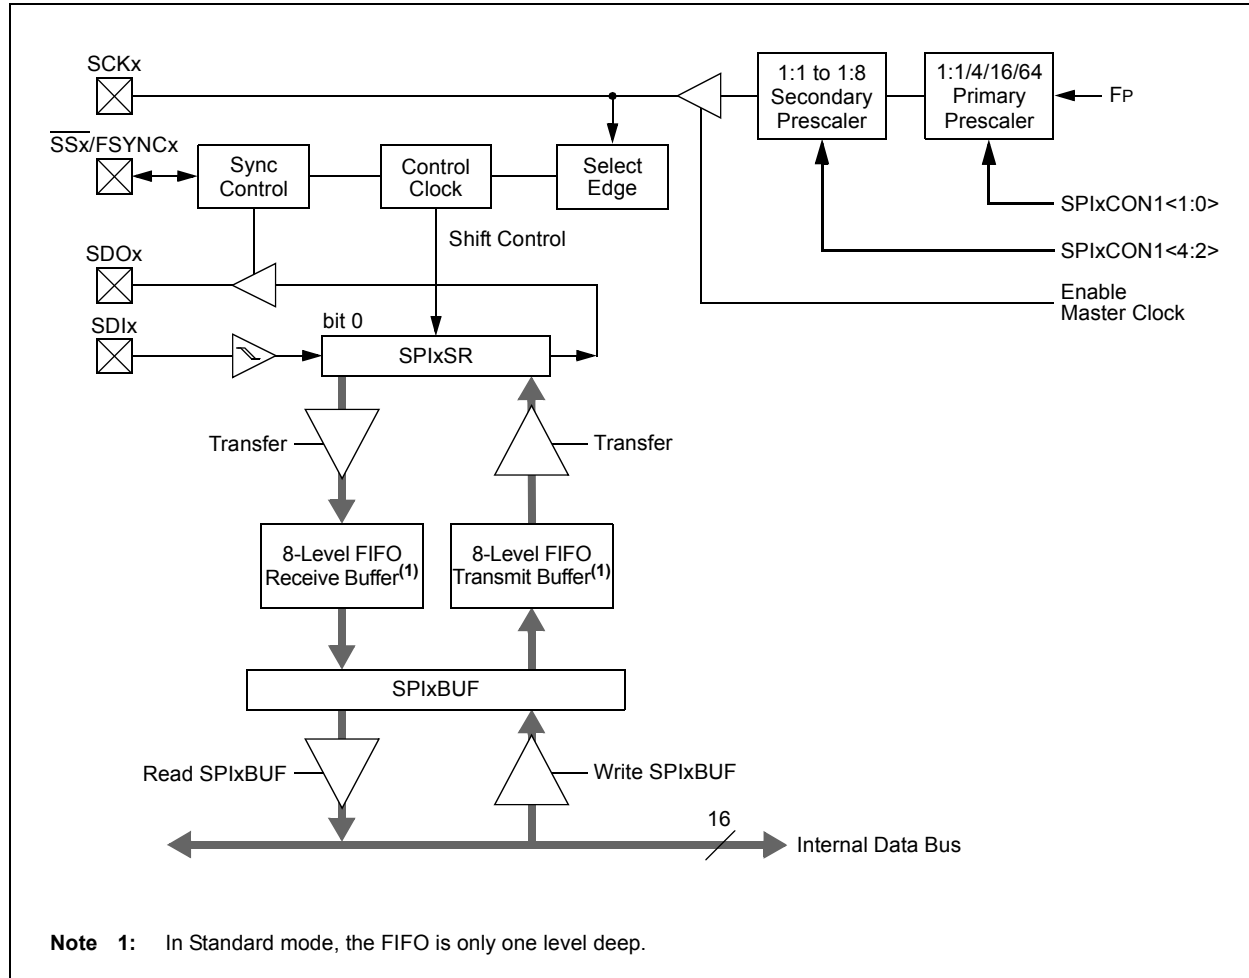 SCKx
1:1 to 1:8
Secondary
Prescaler
1:1/4/16/64
Primary
Prescaler
FP
SSx/FSYNCx
Sync
Control
Control
Clock
Select
Edge
SPIxCON1<1:0>
Shift Control
SPIxCON1<4:2>
SDOx
Enable
Master Clock
SDIx
bit 0
SPIxSR
Transfer
Transfer
8-Level FIFO
Receive Buffer(1)
8-Level FIFO
Transmit Buffer(1)
SPIxBUF
Read SPIxBUF
Write SPIxBUF
16
Internal Data Bus
Note 1: In Standard mode, the FIFO is only one level deep.